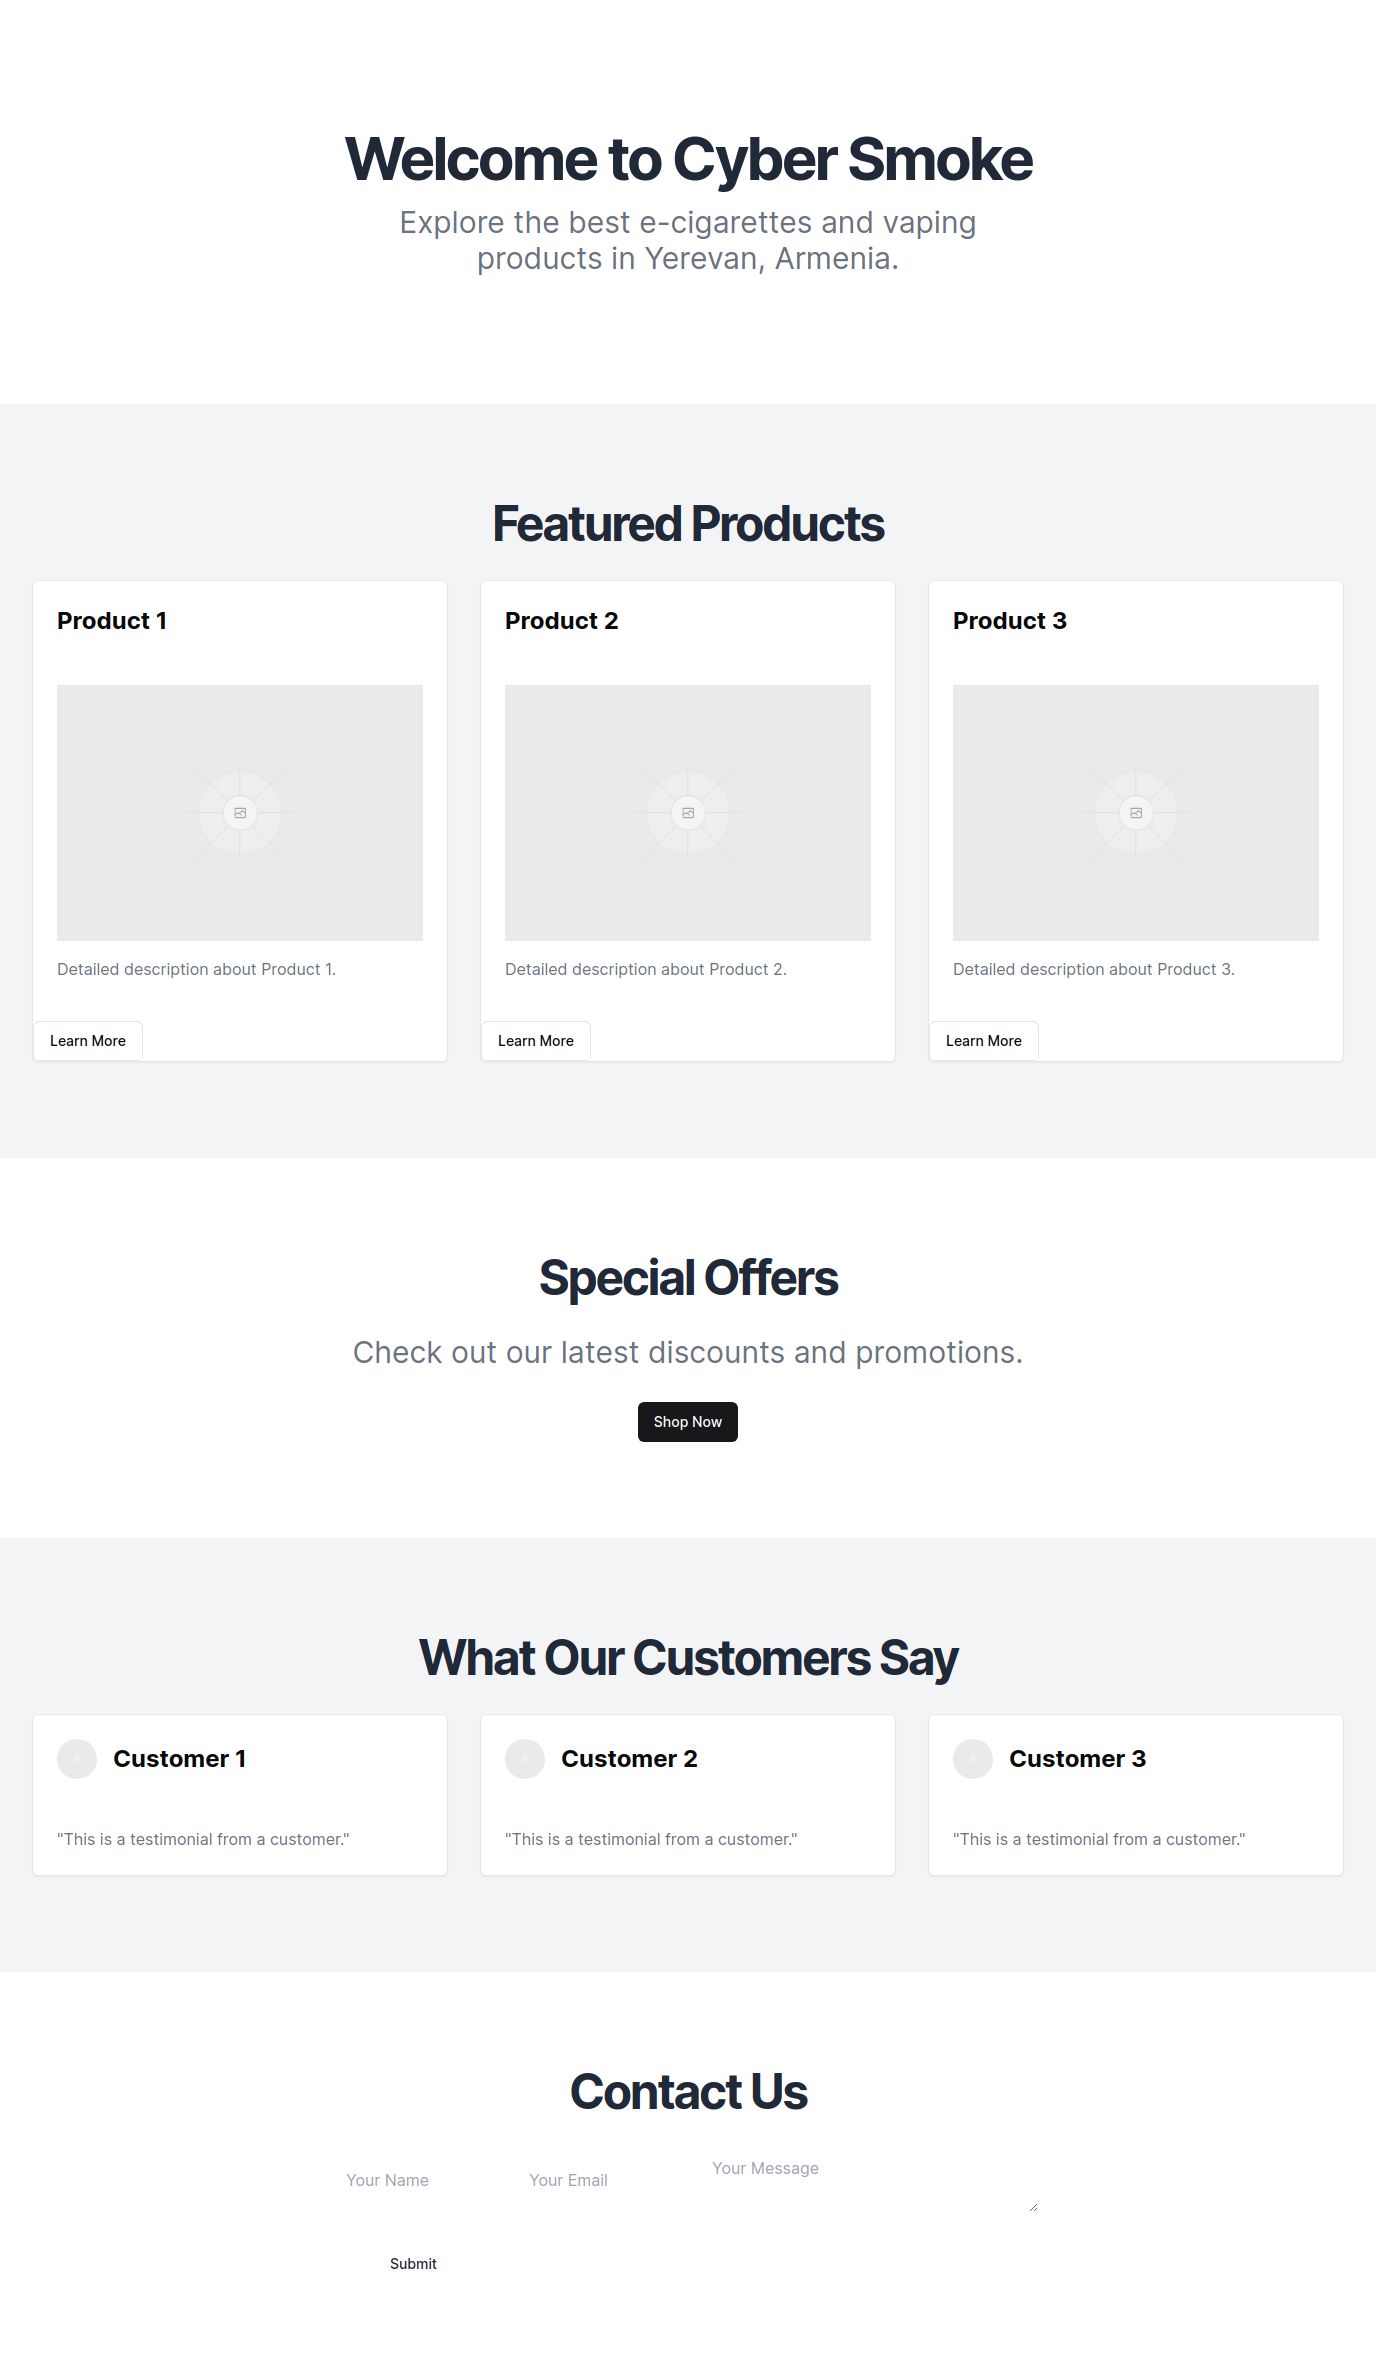 Welcome to Cyber Smoke
Explore the best e-cigarettes and vaping
products in Yerevan, Armenia.
Featured Products
Product 1
Detailed description about Product 1.
Learn More
Product 2
Detailed description about Product 2.
Learn More
Product 3
Detailed description about Product 3.
Learn More
Special Offers
Check out our latest discounts and promotions.
Shop Now
What Our Customers Say
Customer 1
"This is a testimonial from a customer."
Customer 2
"This is a testimonial from a customer."
Customer 3
"This is a testimonial from a customer."
Contact Us
Your Name
Your Email
Your Message
Submit